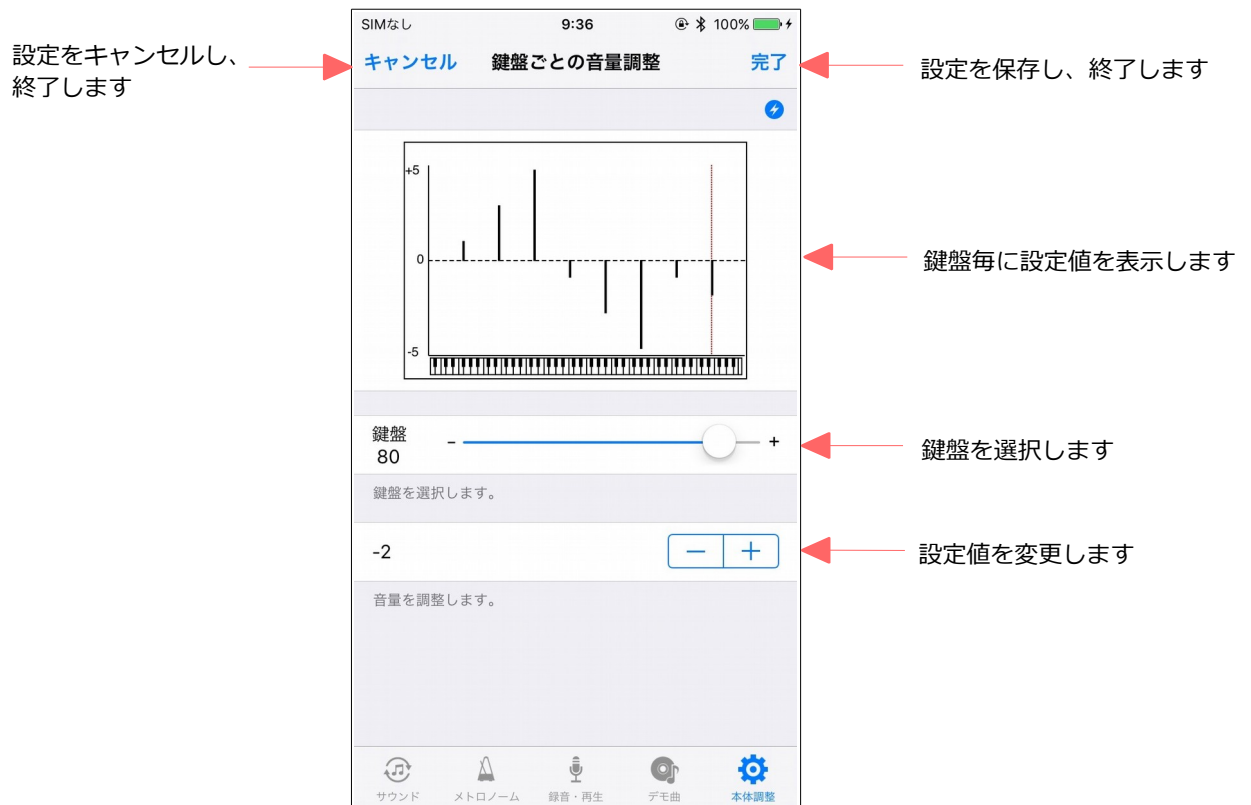 SIMなし 9:36 100%
設定をキャンセルし、
終了します
キャンセル 鍵盤ごとの音量調整 完了
設定を保存し、終了します
+5
0
-5
鍵盤毎に設定値を表示します
鍵盤
80
- +
鍵盤を選択します
鍵盤を選択します。
-2
− +
設定値を変更します
音量を調整します。
サウンド メトロノーム 録音・再生 デモ曲 本体調整